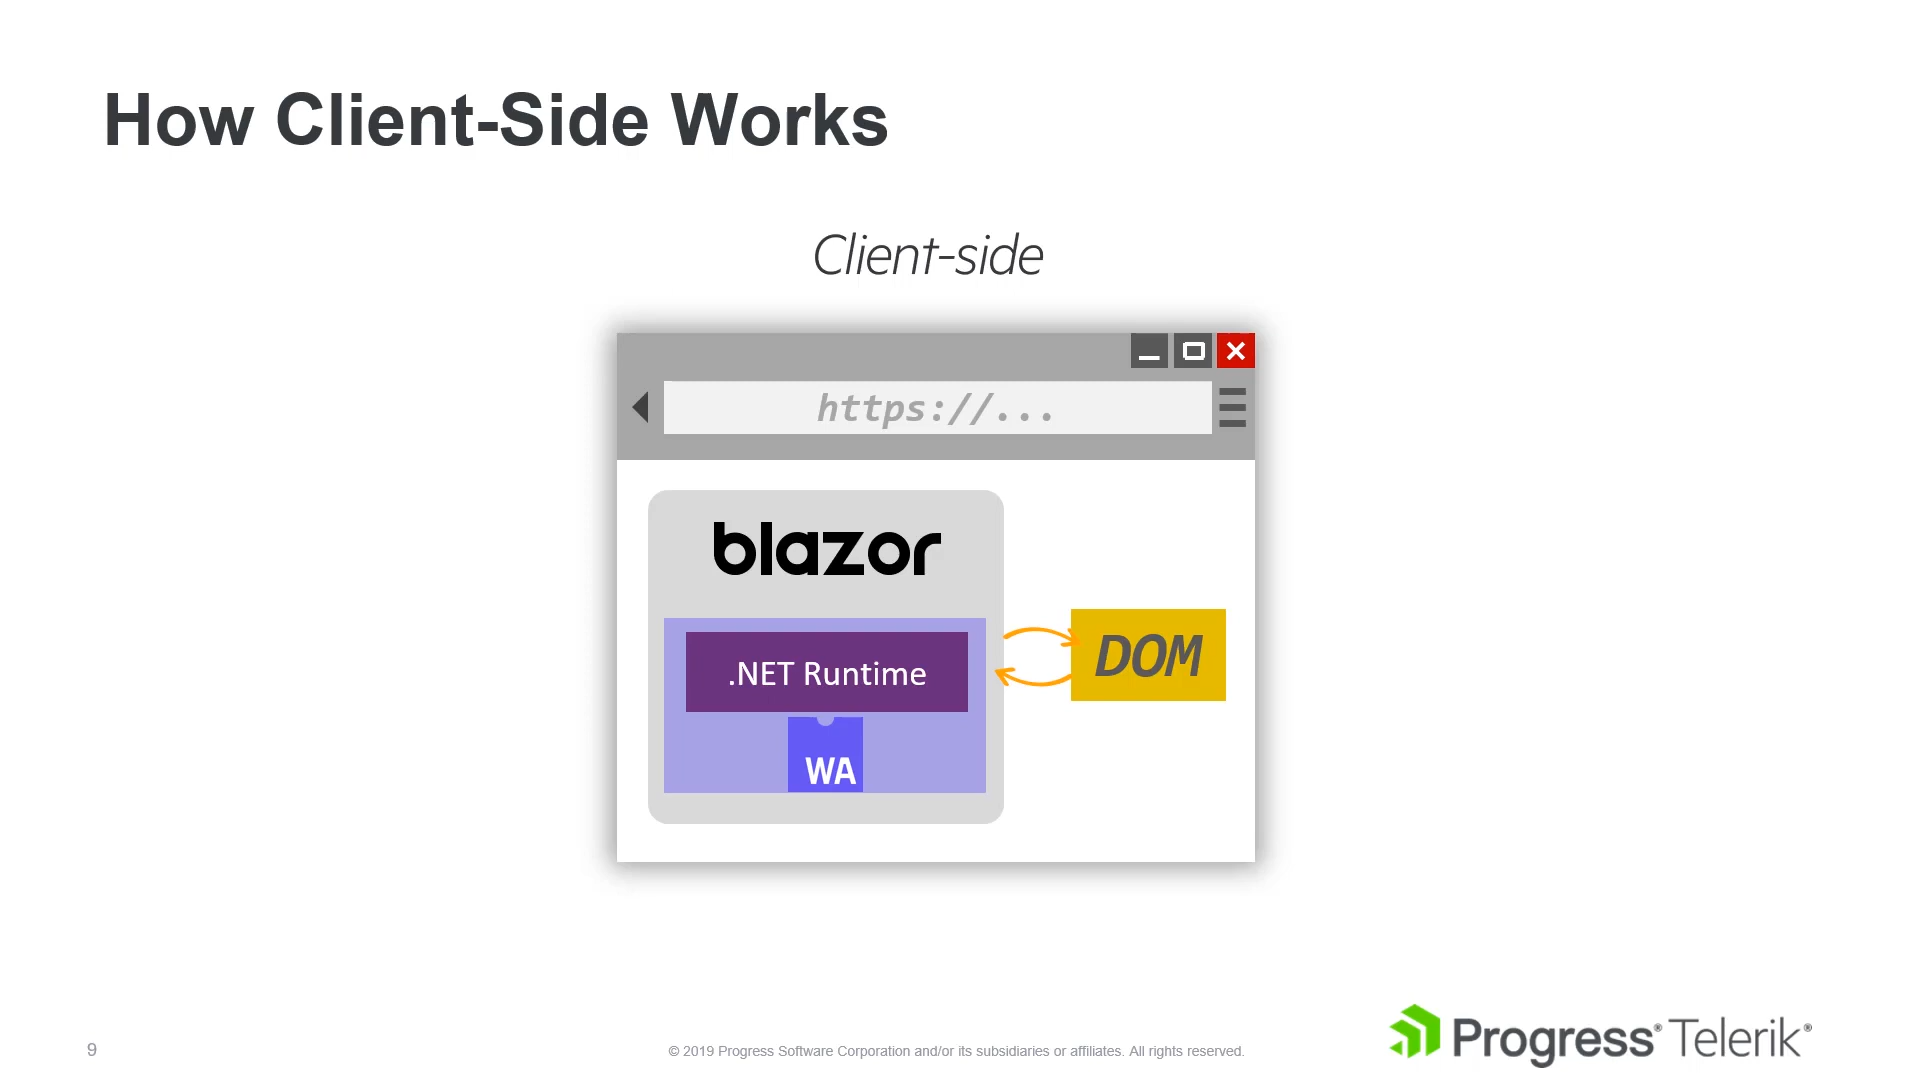 How Client-Side Works
Client-side
https://...
blazor
.NET Runtime
DOM
WA
9
© 2019 Progress Software Corporation and/or its subsidiaries or affiliates. All rights reserved.
Progress® Telerik®